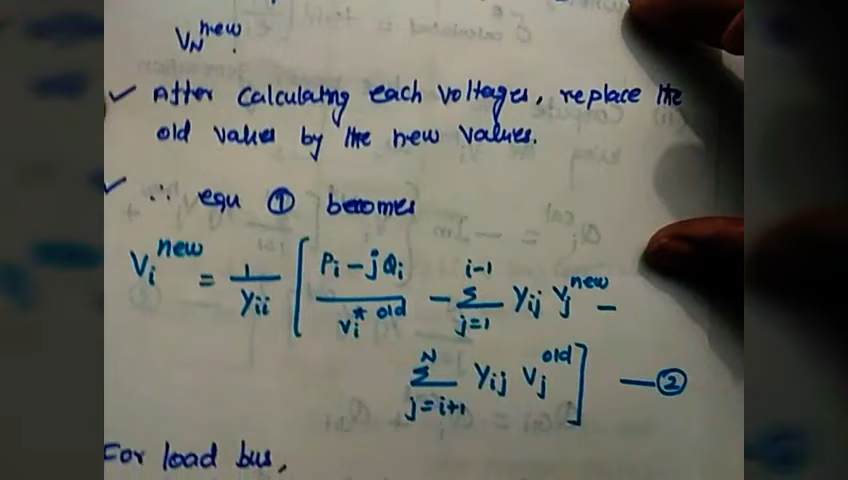 V_N^new.
✓ After calculating each voltages, replace the
old values by the new values.
✓ ∴ equ ① becomes
V_i^new = 1/Y_ii [ (P_i - jQ_i)/(V_i^* old) - Σ_{j=1}^{i-1} Y_ij V_j^new -
Σ_{j=i+1}^{N} Y_ij V_j^old ] — ②
For load bus,